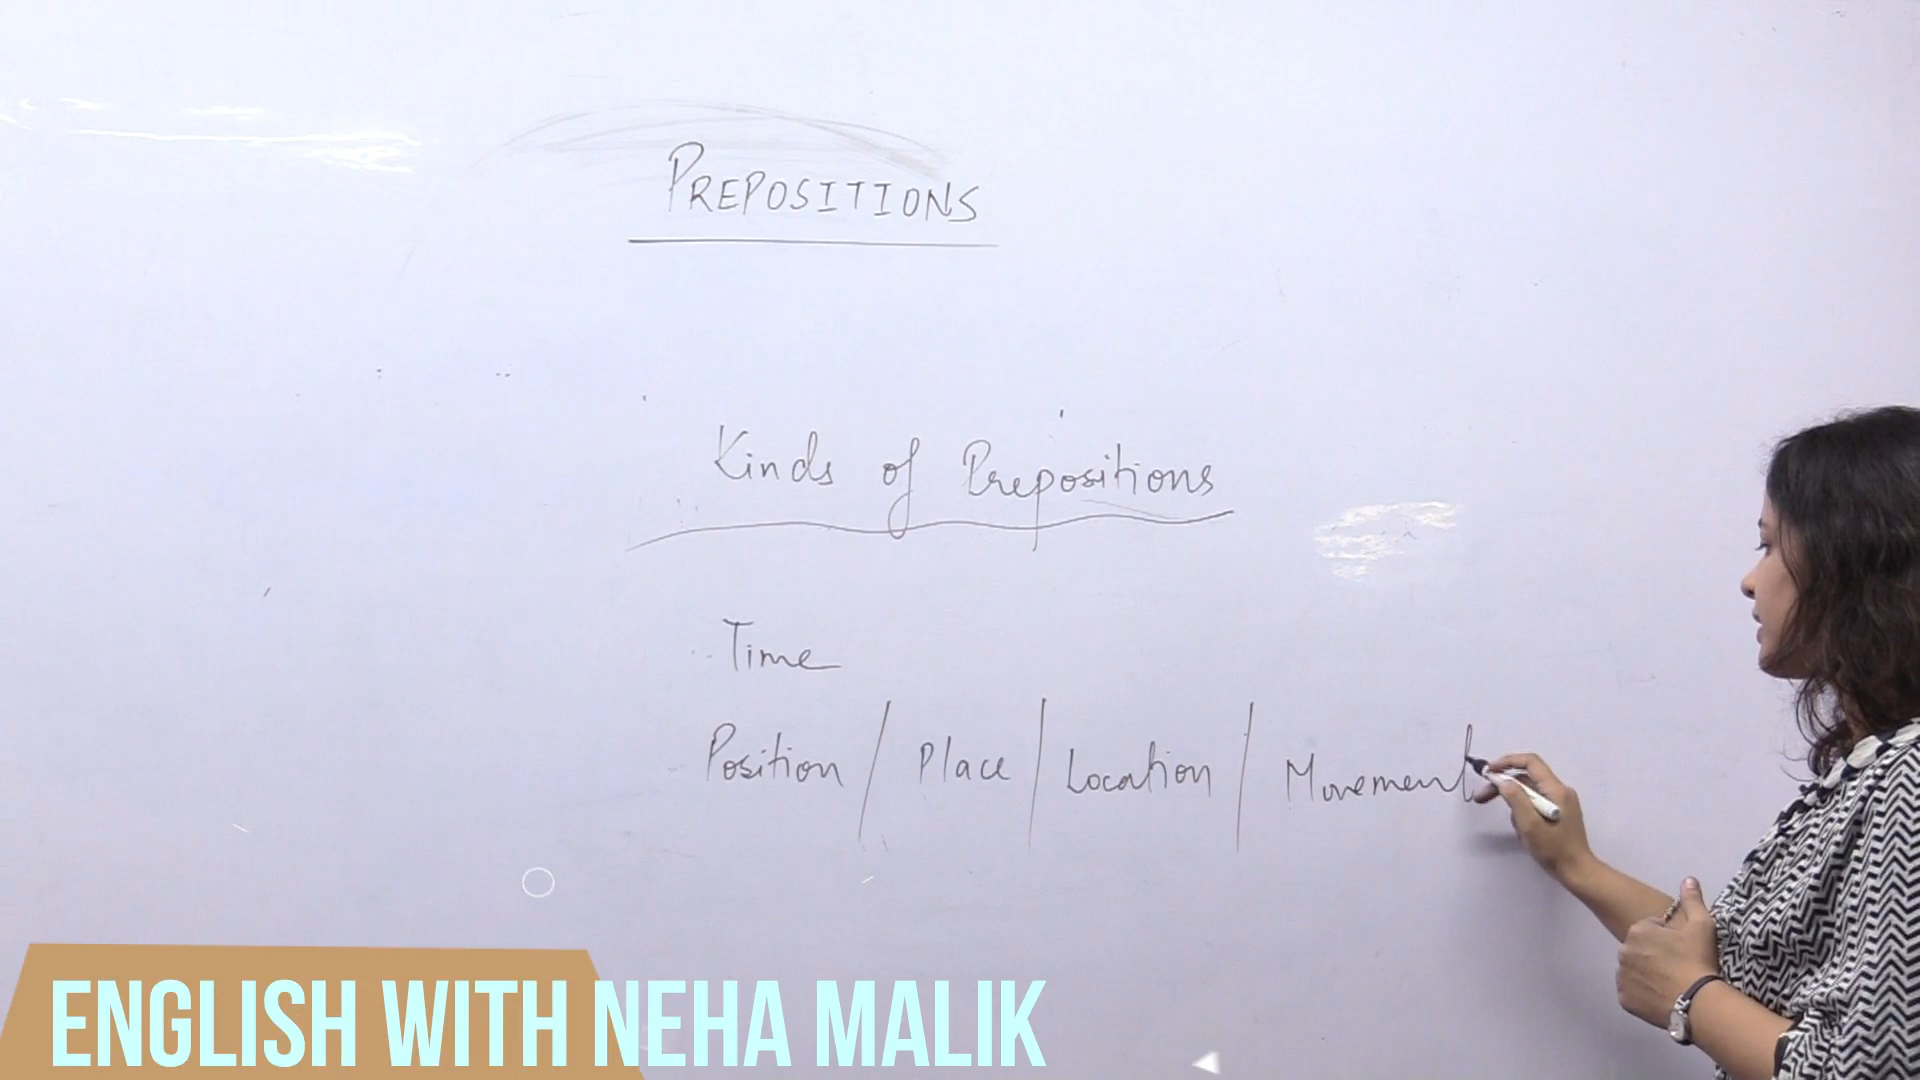 PREPOSITIONS
Kinds of Prepositions
Time
Position / Place / Location / Movement
ENGLISH WITH NEHA MALIK